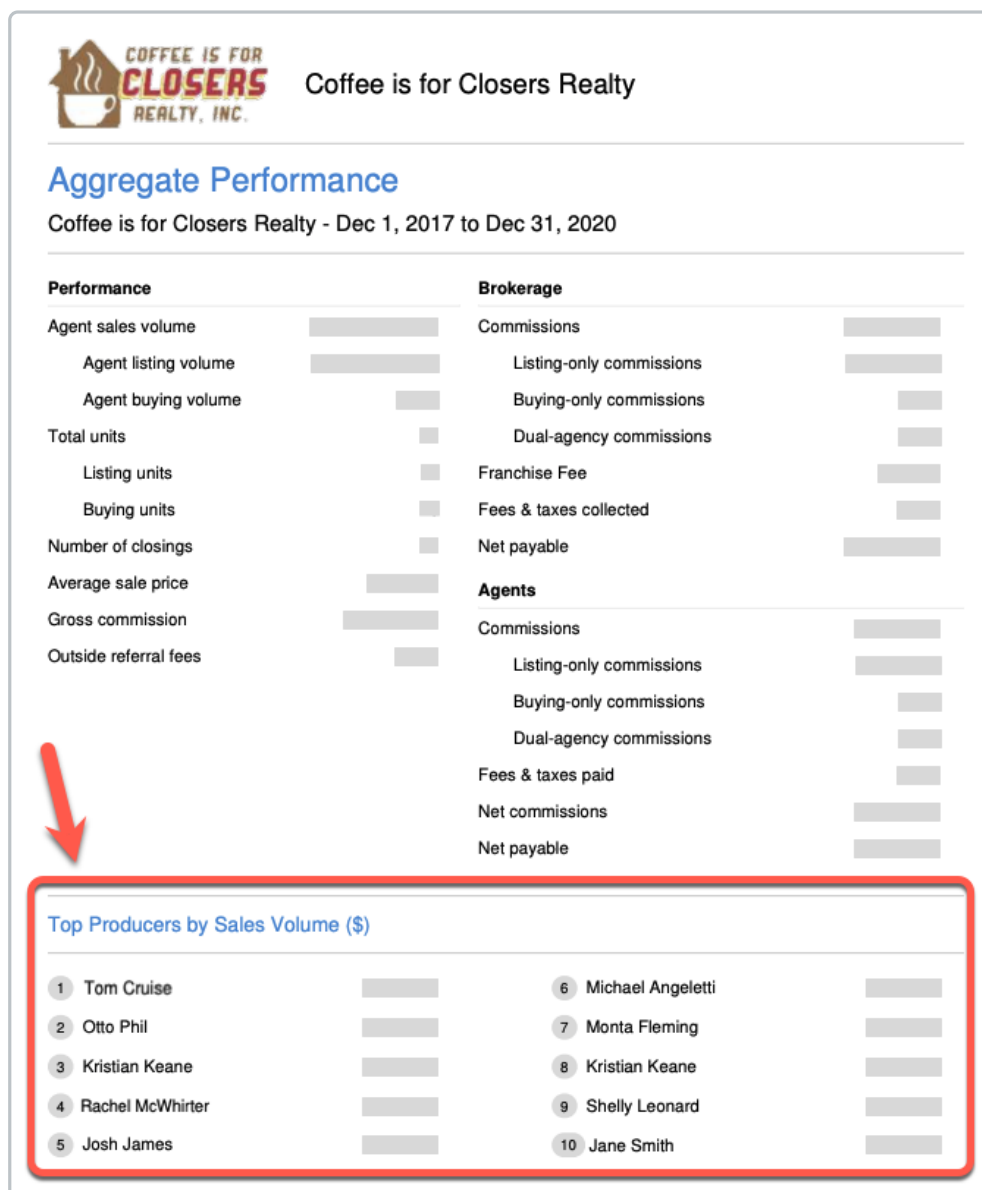 COFFEE IS FOR
CLOSERS
REALTY, INC.
Coffee is for Closers Realty
Aggregate Performance
Coffee is for Closers Realty - Dec 1, 2017 to Dec 31, 2020
Performance
Agent sales volume
Agent listing volume
Agent buying volume
Total units
Listing units
Buying units
Number of closings
Average sale price
Gross commission
Outside referral fees
Brokerage
Commissions
Listing-only commissions
Buying-only commissions
Dual-agency commissions
Franchise Fee
Fees & taxes collected
Net payable
Agents
Commissions
Listing-only commissions
Buying-only commissions
Dual-agency commissions
Fees & taxes paid
Net commissions
Net payable
Top Producers by Sales Volume ($)
1 Tom Cruise
2 Otto Phil
3 Kristian Keane
4 Rachel McWhirter
5 Josh James
6 Michael Angeletti
7 Monta Fleming
8 Kristian Keane
9 Shelly Leonard
10 Jane Smith